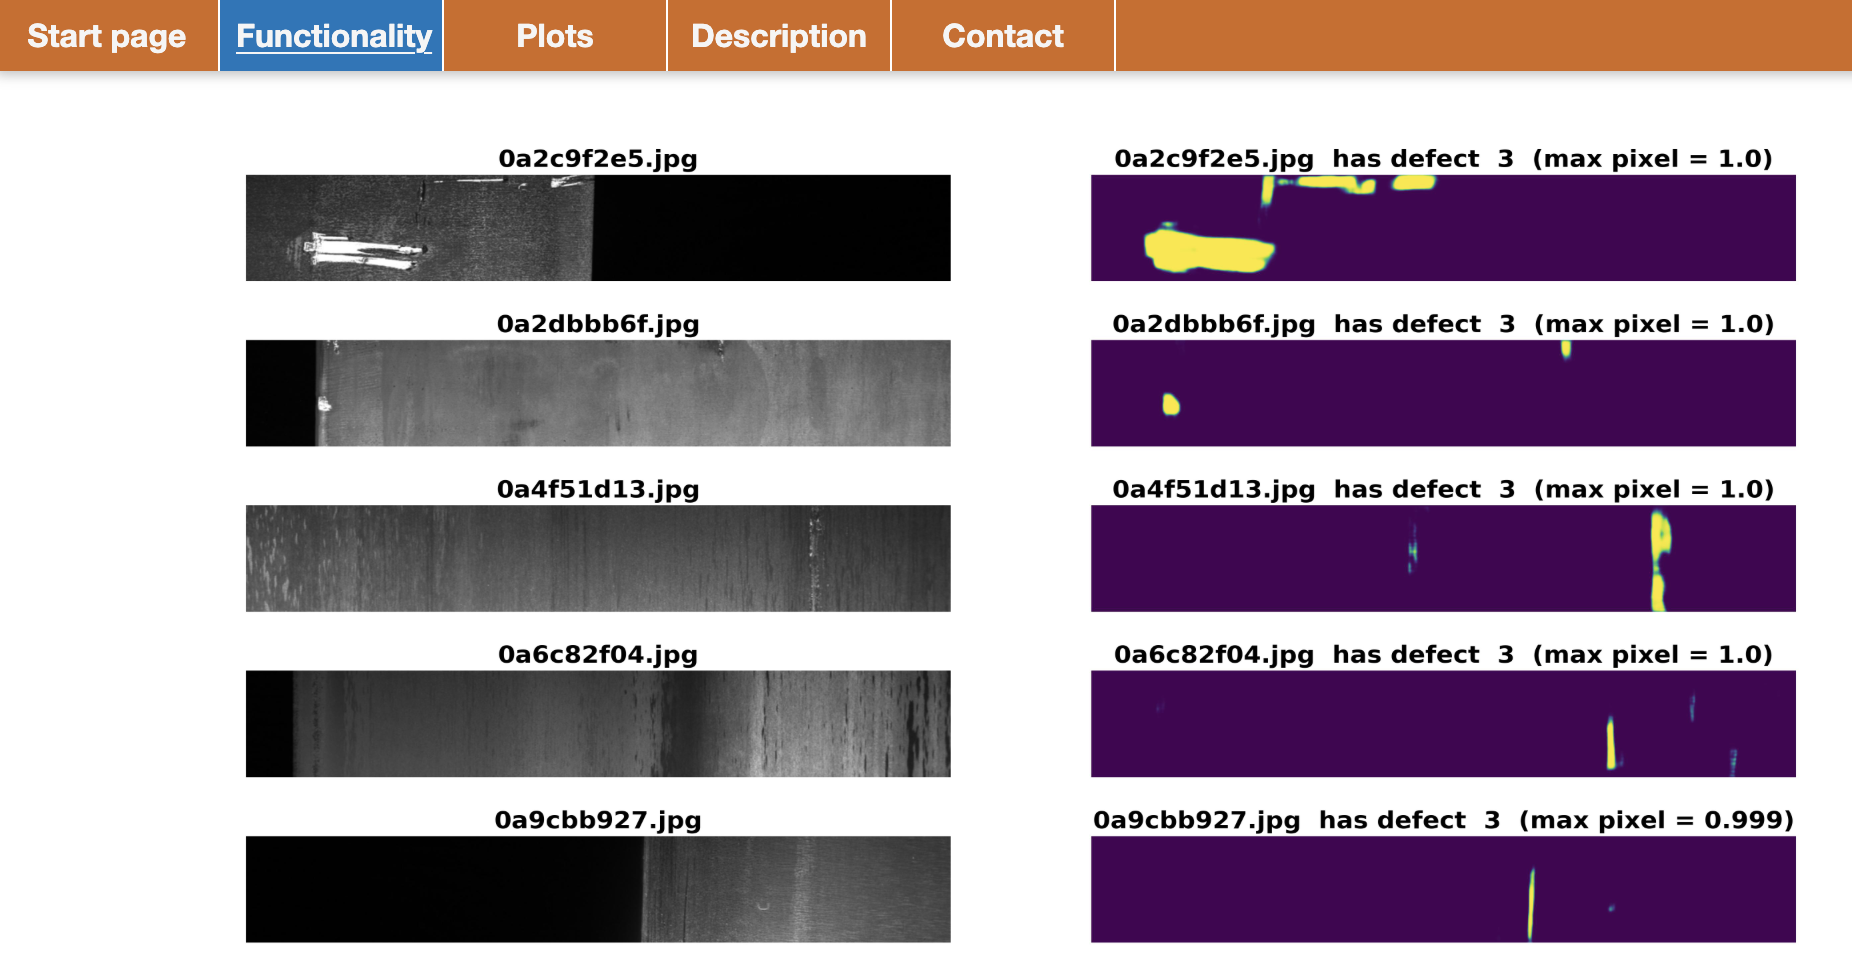 Start page Functionality Plots Description Contact
0a2c9f2e5.jpg 0a2c9f2e5.jpg has defect 3 (max pixel = 1.0)
0a2dbbb6f.jpg 0a2dbbb6f.jpg has defect 3 (max pixel = 1.0)
0a4f51d13.jpg 0a4f51d13.jpg has defect 3 (max pixel = 1.0)
0a6c82f04.jpg 0a6c82f04.jpg has defect 3 (max pixel = 1.0)
0a9cbb927.jpg 0a9cbb927.jpg has defect 3 (max pixel = 0.999)